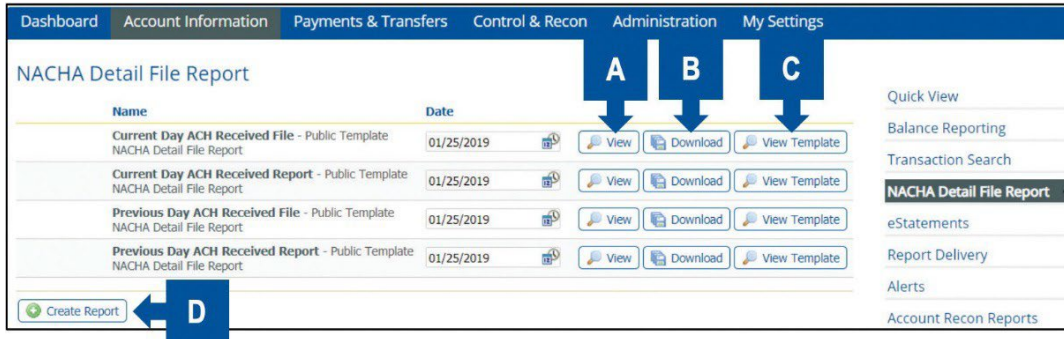 Dashboard Account Information Payments & Transfers Control & Recon Administration My Settings
NACHA Detail File Report
A B C
Name Date
Current Day ACH Received File - Public Template
NACHA Detail File Report
01/25/2019 View Download View Template
Current Day ACH Received Report - Public Template
NACHA Detail File Report
01/25/2019 View Download View Template
Previous Day ACH Received File - Public Template
NACHA Detail File Report
01/25/2019 View Download View Template
Previous Day ACH Received Report - Public Template
NACHA Detail File Report
01/25/2019 View Download View Template
Create Report D
Quick View
Balance Reporting
Transaction Search
NACHA Detail File Report
eStatements
Report Delivery
Alerts
Account Recon Reports